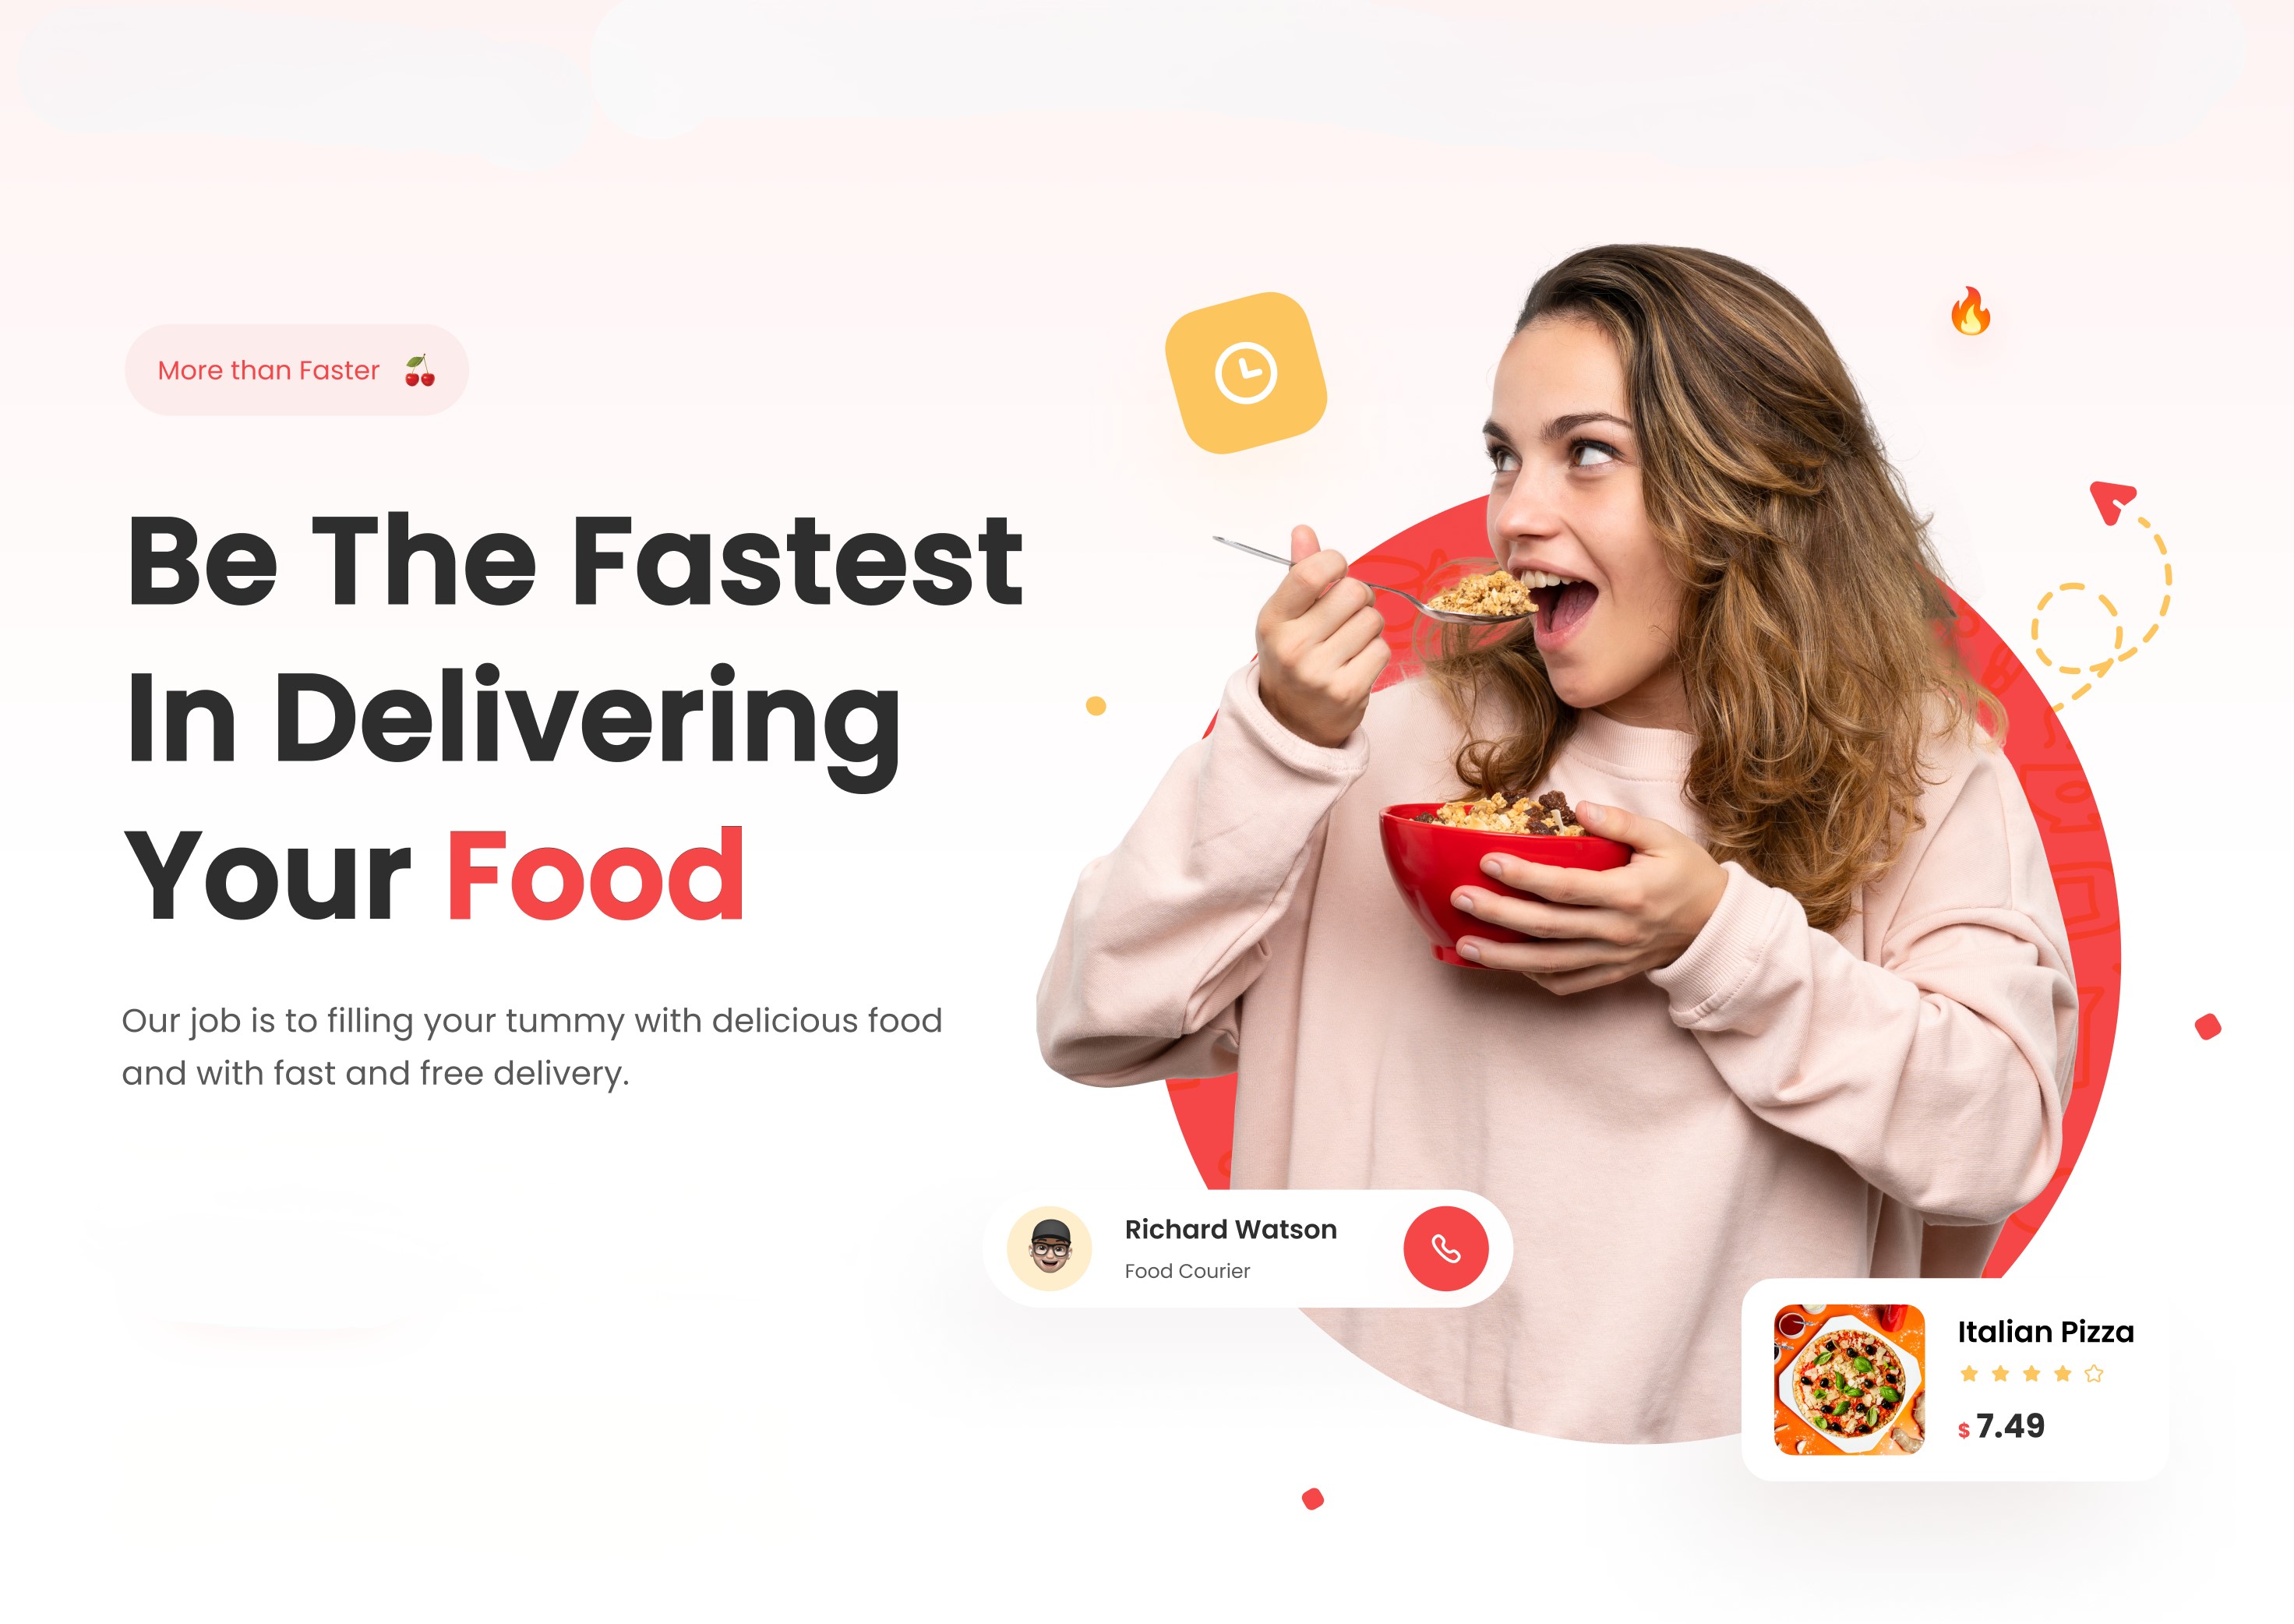 More than Faster
Be The Fastest
In Delivering
Your Food
Our job is to filling your tummy with delicious food
and with fast and free delivery.
Richard Watson
Food Courier
Italian Pizza
$ 7.49